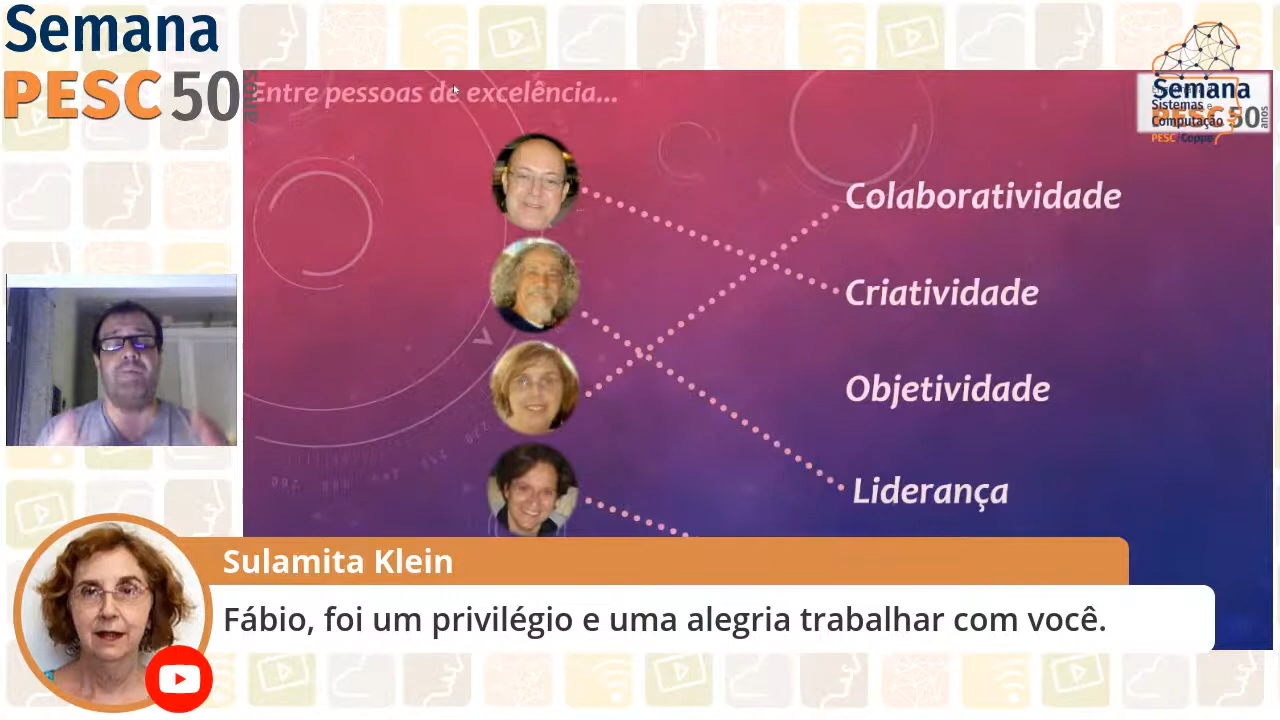 Semana
PESC 50
anos
Entre pessoas de excelência...
Semana
Sistemas e
Computação
PESC 50
anos
PESC/Coppe
Colaboratividade
Criatividade
Objetividade
Liderança
Sulamita Klein
Fábio, foi um privilégio e uma alegria trabalhar com você.